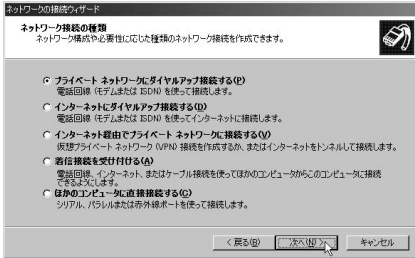 ネットワークの接続ウィザード
ネットワーク接続の種類
ネットワーク構成や必要性に応じた種類のネットワーク接続を作成できます。
プライベート ネットワークにダイヤルアップ接続する(P)
電話回線 (モデムまたは ISDN) を使って接続します。
インターネットにダイヤルアップ接続する(D)
電話回線 (モデムまたは ISDN) を使ってインターネットに接続します。
インターネット経由でプライベート ネットワークに接続する(V)
仮想プライベート ネットワーク (VPN) 接続を作成するか、またはインターネットをトンネルして接続します。
着信接続を受け付ける(A)
電話回線、インターネット、またはケーブル接続を使ってほかのコンピュータからこのコンピュータに接続
できるようにします。
ほかのコンピュータに直接接続する(C)
シリアル、パラレルまたは赤外線ポートを使って接続します。
< 戻る(B)
次へ(N) >
キャンセル